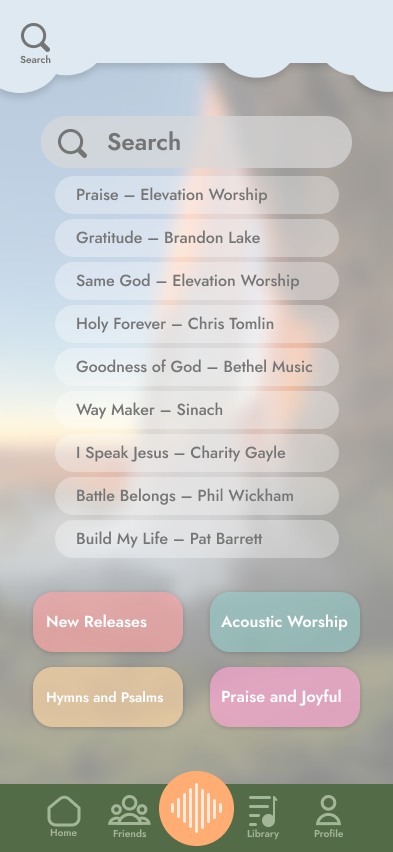 Search
Search
Praise – Elevation Worship
Gratitude – Brandon Lake
Same God – Elevation Worship
Holy Forever – Chris Tomlin
Goodness of God – Bethel Music
Way Maker – Sinach
I Speak Jesus – Charity Gayle
Battle Belongs – Phil Wickham
Build My Life – Pat Barrett
New Releases
Acoustic Worship
Hymns and Psalms
Praise and Joyful
Home
Friends
Library
Profile